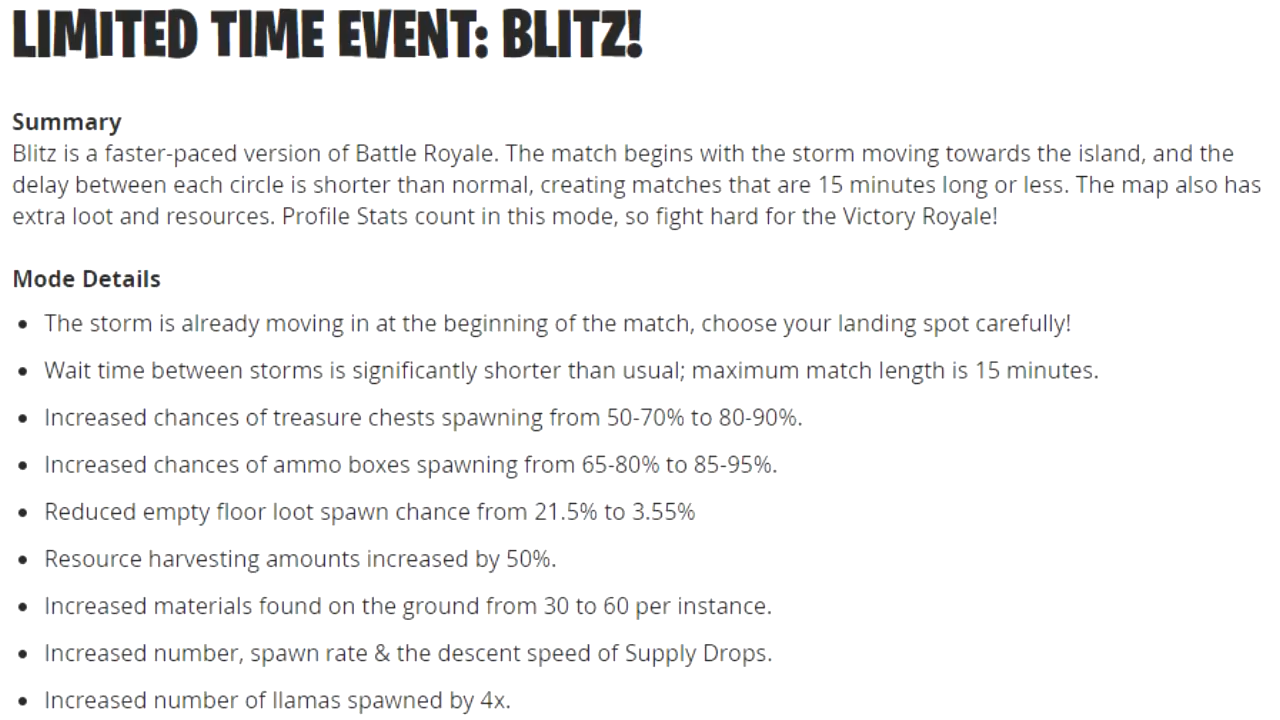 LIMITED TIME EVENT: BLITZ!
Summary
Blitz is a faster-paced version of Battle Royale. The match begins with the storm moving towards the island, and the
delay between each circle is shorter than normal, creating matches that are 15 minutes long or less. The map also has
extra loot and resources. Profile Stats count in this mode, so fight hard for the Victory Royale!
Mode Details
• The storm is already moving in at the beginning of the match, choose your landing spot carefully!
• Wait time between storms is significantly shorter than usual; maximum match length is 15 minutes.
• Increased chances of treasure chests spawning from 50-70% to 80-90%.
• Increased chances of ammo boxes spawning from 65-80% to 85-95%.
• Reduced empty floor loot spawn chance from 21.5% to 3.55%
• Resource harvesting amounts increased by 50%.
• Increased materials found on the ground from 30 to 60 per instance.
• Increased number, spawn rate & the descent speed of Supply Drops.
• Increased number of llamas spawned by 4x.